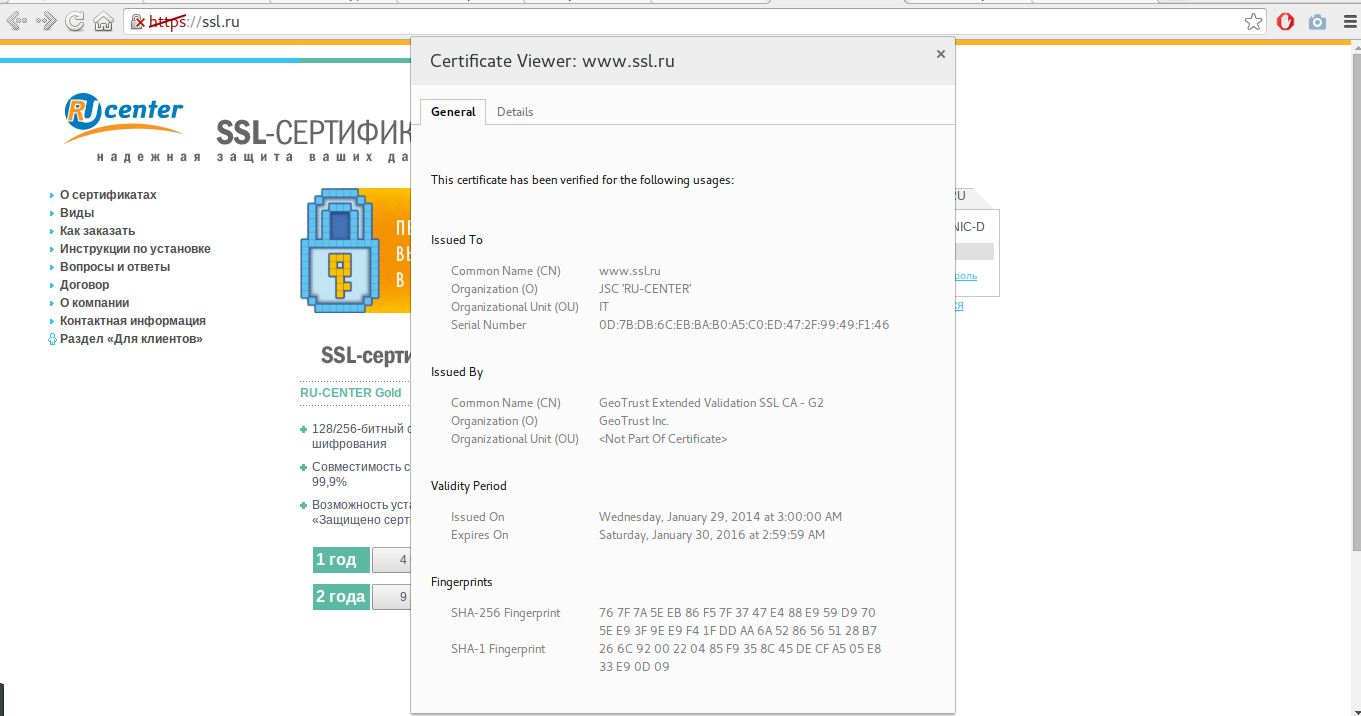 https://ssl.ru
Certificate Viewer: www.ssl.ru
General
Details
This certificate has been verified for the following usages:
Issued To
Common Name (CN) www.ssl.ru
Organization (O) JSC 'RU-CENTER'
Organizational Unit (OU) IT
Serial Number 0D:7B:DB:6C:EB:BA:B0:A5:C0:ED:47:2F:99:49:F1:46
Issued By
Common Name (CN) GeoTrust Extended Validation SSL CA - G2
Organization (O) GeoTrust Inc.
Organizational Unit (OU) <Not Part Of Certificate>
Validity Period
Issued On Wednesday, January 29, 2014 at 3:00:00 AM
Expires On Saturday, January 30, 2016 at 2:59:59 AM
Fingerprints
SHA-256 Fingerprint 76 7F 7A 5E EB 86 F5 7F 37 47 E4 88 E9 59 D9 70
5E E9 3F 9E E9 F4 1F DD AA 6A 52 86 56 51 28 B7
SHA-1 Fingerprint 26 6C 92 00 22 04 85 F9 35 8C 45 DE CF A5 05 E8
33 E9 0D 09
RU center
SSL-СЕРТИФИК
надежная защита ваших да
О сертификатах
Виды
Как заказать
Инструкции по установке
Вопросы и ответы
Договор
О компании
Контактная информация
Раздел «Для клиентов»
ПЕ
ВЫ
В
SSL-серти
RU-CENTER Gold
128/256-битный
шифрования
Совместимость с
99,9%
Возможность уста
«Защищено серт
1 год 4
2 года 9
RU
NIC-D
роль
ся